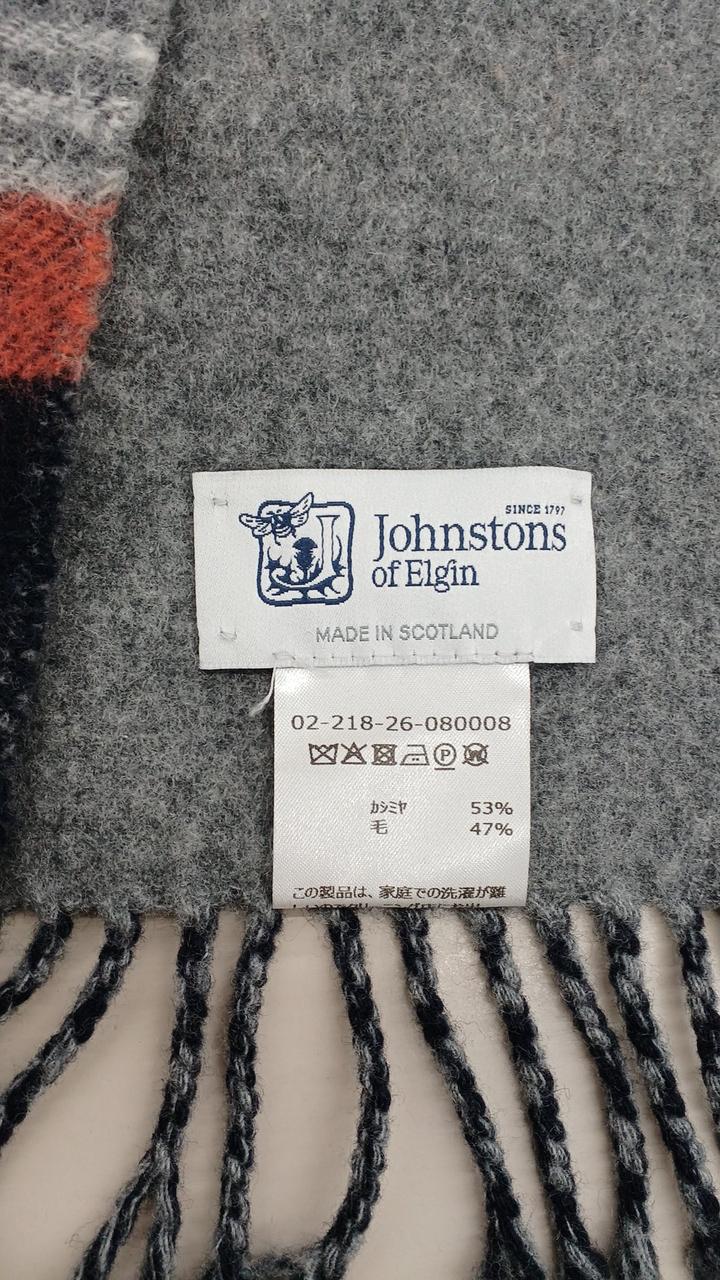 SINCE 1797
Johnstons
of Elgin
MADE IN SCOTLAND
02-218-26-080008
P W
カシミヤ 53%
毛 47%
この製品は、家庭での洗濯が難